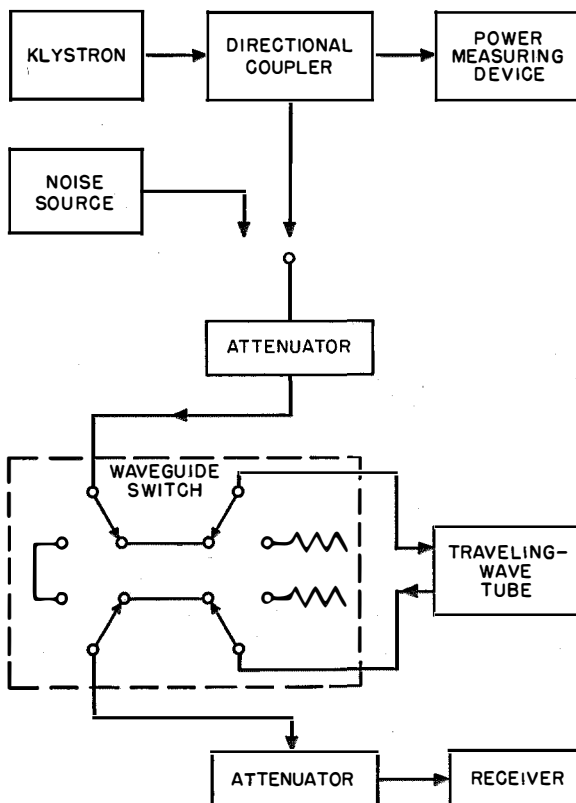 KLYSTRON
DIRECTIONAL
COUPLER
POWER
MEASURING
DEVICE
NOISE
SOURCE
ATTENUATOR
WAVEGUIDE
SWITCH
TRAVELING-
WAVE
TUBE
ATTENUATOR
RECEIVER